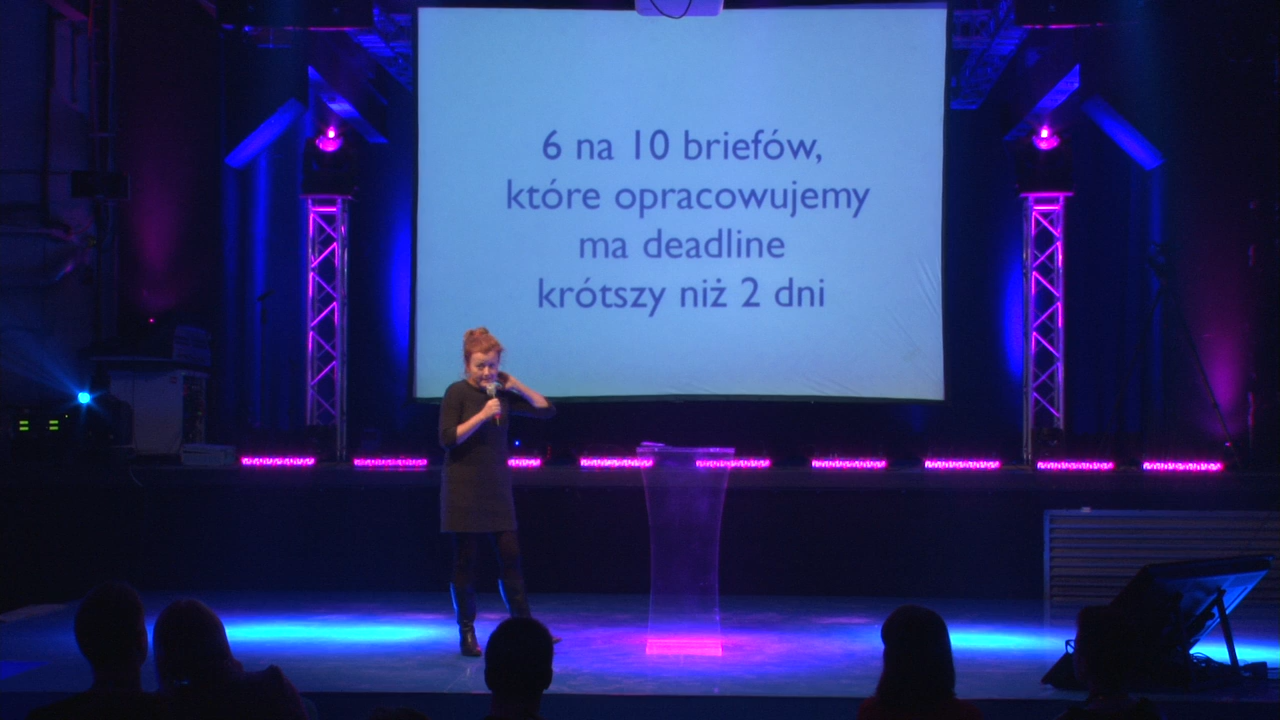 6 na 10 briefów,
które opracowujemy
ma deadline
krótszy niż 2 dni